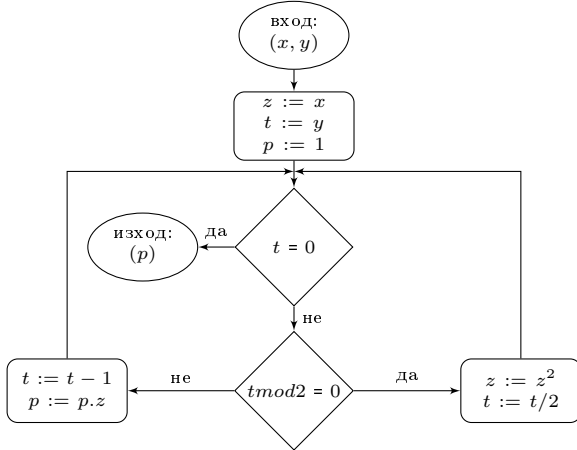 вход:
(x, y)
z := x
t := y
p := 1
да
изход:
(p)
t = 0
не
не
да
t := t − 1
p := p.z
tmod2 = 0
z := z²
t := t/2